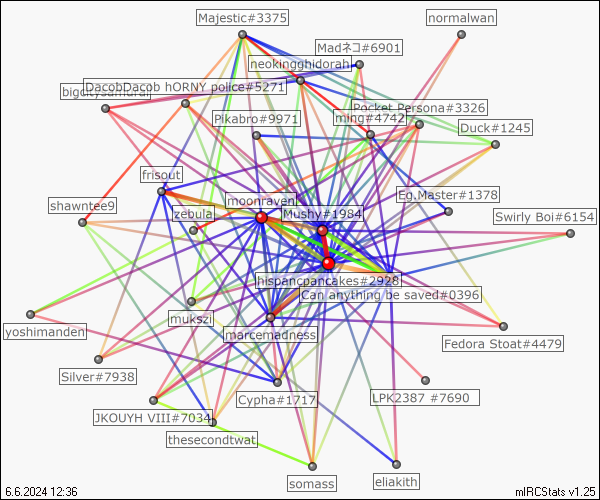 Majestic#3375
normalwan
Madネコ#6901
neokingghidorah
DacobDacob hORNY police#5271
Pocket Persona#3326
Pikabro#9971
ming#4742
Duck#1245
frisout
Eg.Master#1378
shawntee9
zebula
moonraven
Mushy#1984
Swirly Boi#6154
hispancpancakes#2928
Can anything be saved#0396
mukszi
yoshimanden
marcemadness
Fedora Stoat#4479
Silver#7938
Cypha#1717
LPK2387 #7690
JKOUYH VIII#7034
thesecondtwat
somass
eliakith
6.6.2024 12:36
mIRCStats v1.25